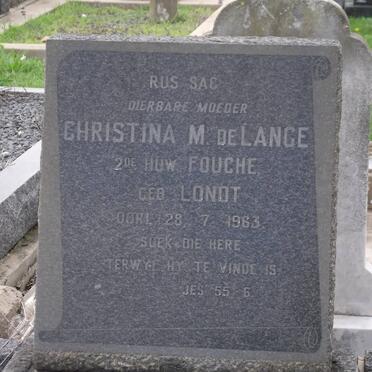 RUS SAG
DIERBARE MOEDER
CHRISTINA M. de LANGE
2DE HUW. FOUCHE
GEB. LONDT
OORL. 28. 7. 1963.
SOEK DIE HERE
TERWYL HY TE VINDE IS
JES 55 6